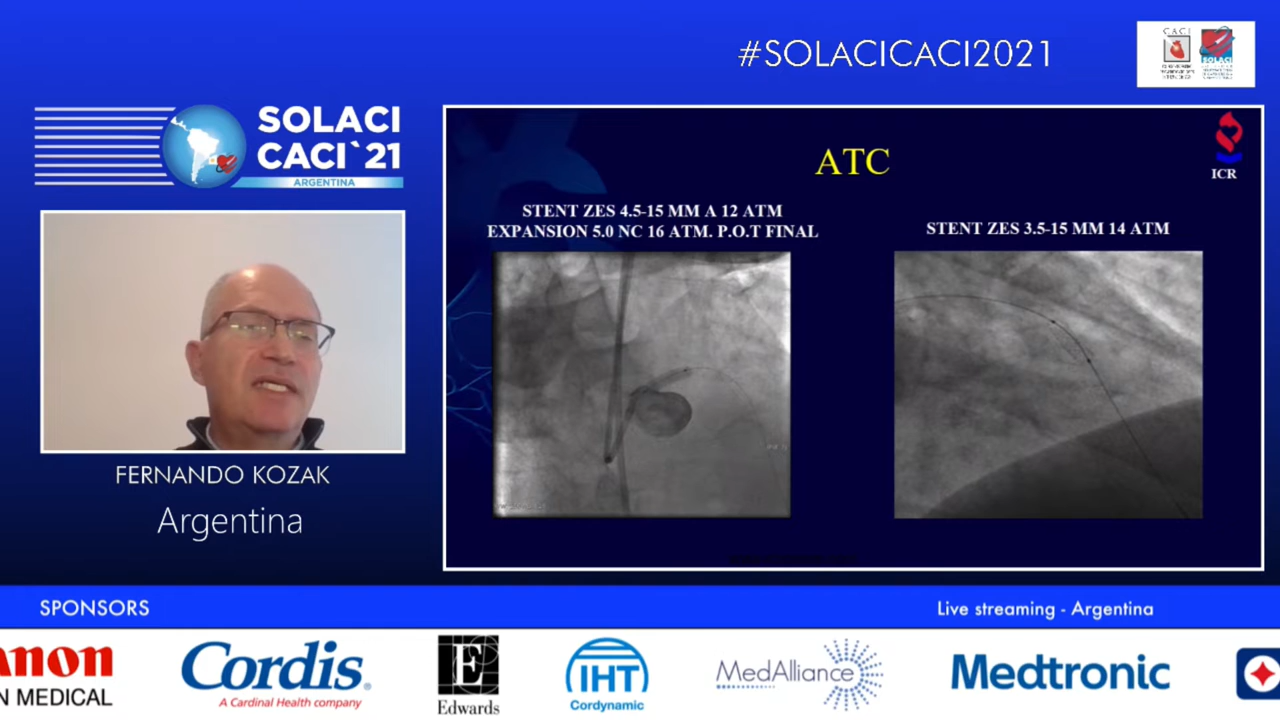 #SOLACICACI2021
CACI
SOLACI
SOLACI
CACI`21
ARGENTINA
ICR
ATC
STENT ZES 4.5-15 MM A 12 ATM
EXPANSION 5.0 NC 16 ATM. P.O.T FINAL
STENT ZES 3.5-15 MM 14 ATM
FERNANDO KOZAK
Argentina
SPONSORS
Live streaming - Argentina
anon
N MEDICAL
Cordis.
A Cardinal Health company
E
Edwards
IHT
Cordynamic
MedAlliance
Medtronic